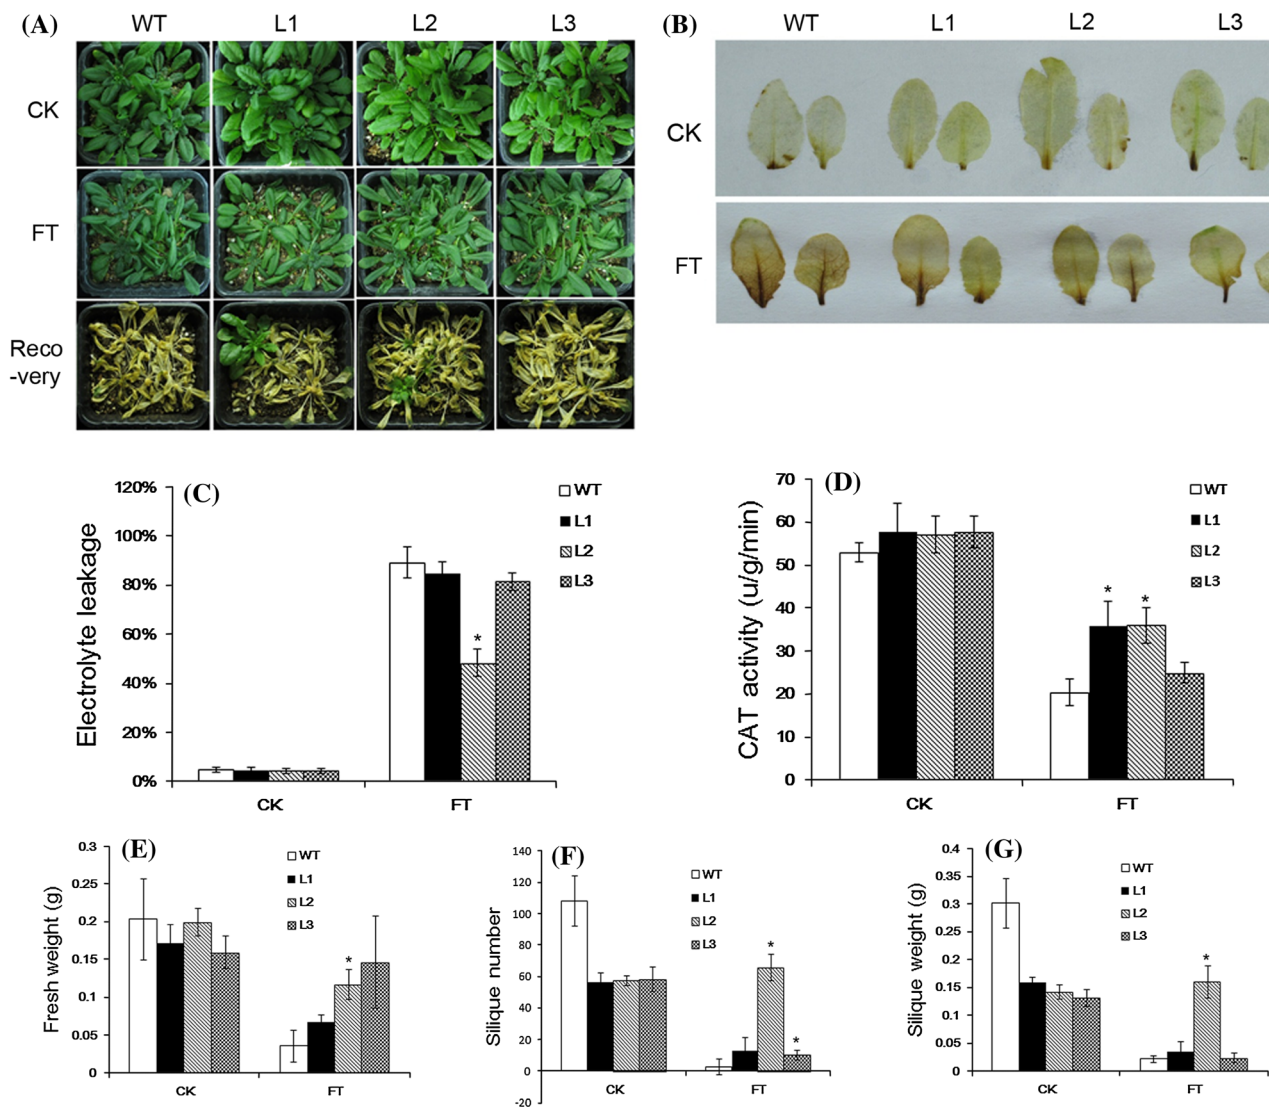 (A)
WT L1 L2 L3
CK
FT
Reco
-very
(B)
WT L1 L2 L3
CK
FT
(C)
Electrolyte leakage
120%
100%
80%
60%
40%
20%
0%
*
CK FT
WT
L1
L2
L3
(D)
CAT activity (u/g/min)
70
60
50
40
30
20
10
0
* *
CK FT
WT
L1
L2
L3
(E)
Fresh weight (g)
0.3
0.25
0.2
0.15
0.1
0.05
0
*
CK FT
WT
L1
L2
L3
(F)
Silique number
140
120
100
80
60
40
20
0
-20
*
*
CK FT
WT
L1
L2
L3
(G)
Silique weight (g)
0.4
0.35
0.3
0.25
0.2
0.15
0.1
0.05
0
*
CK FT
WT
L1
L2
L3